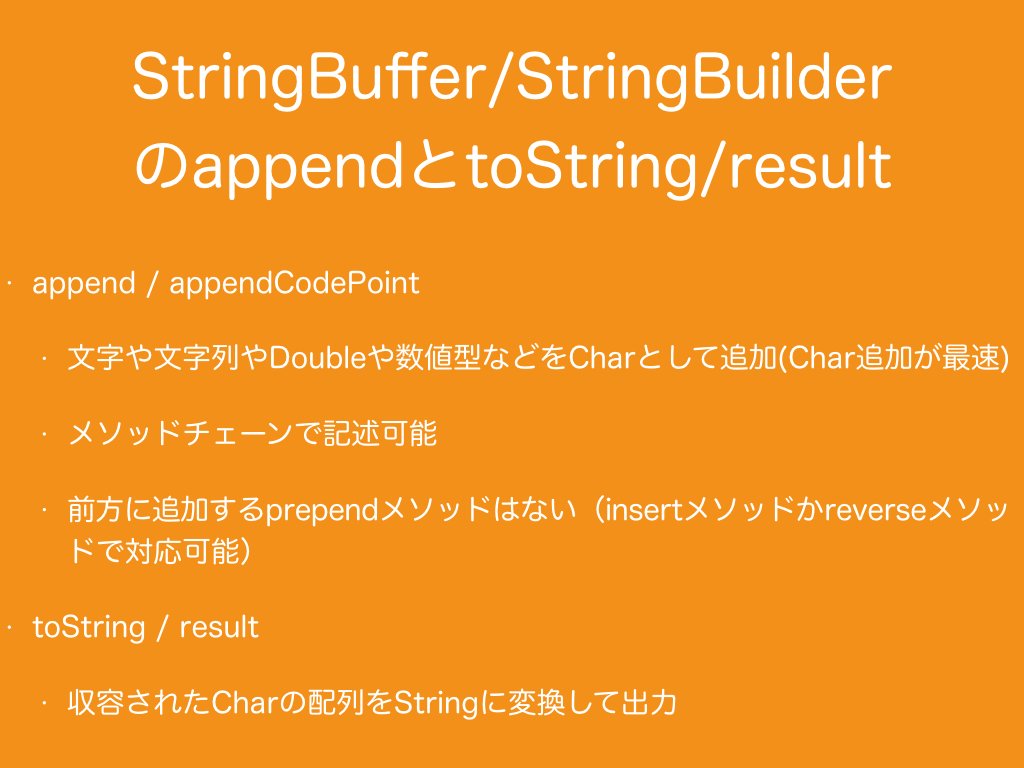 StringBuffer/StringBuilder
のappendとtoString/result
・ append / appendCodePoint
・ 文字や文字列やDoubleや数値型などをCharとして追加(Char追加が最速)
・ メソッドチェーンで記述可能
・ 前方に追加するprependメソッドはない（insertメソッドかreverseメソッ
ドで対応可能）
・ toString / result
・ 収容されたCharの配列をStringに変換して出力